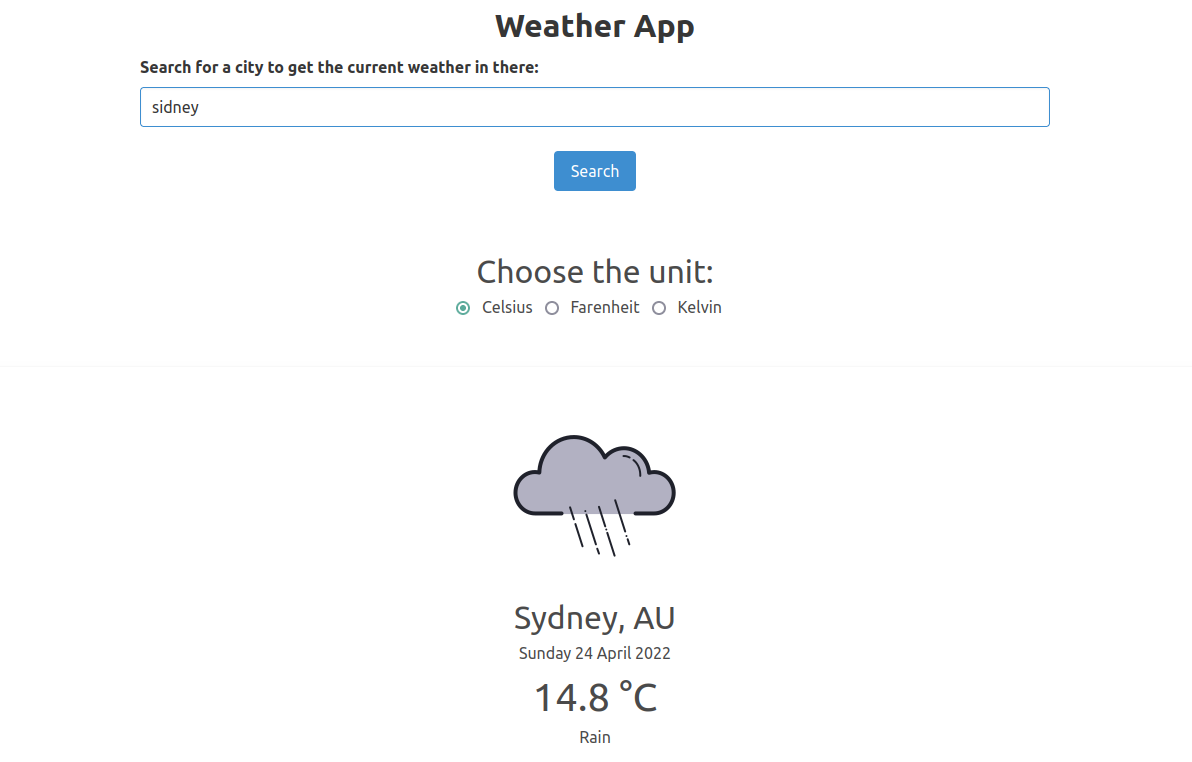 Weather App
Search for a city to get the current weather in there:
sidney
Search
Choose the unit:
Celsius Farenheit Kelvin
Sydney, AU
Sunday 24 April 2022
14.8 °C
Rain